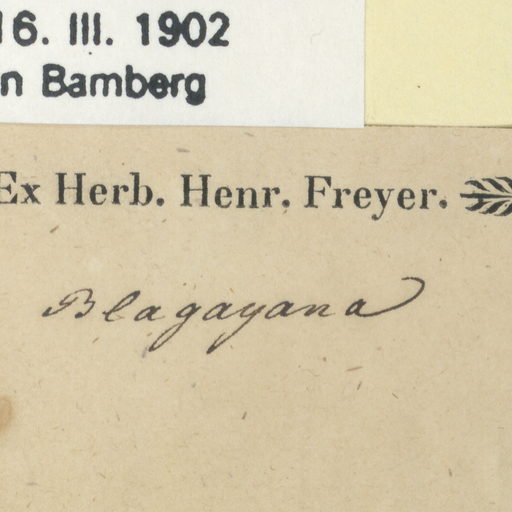 16. III. 1902
n Bamberg
Ex Herb. Henr. Freyer.
Blagayana